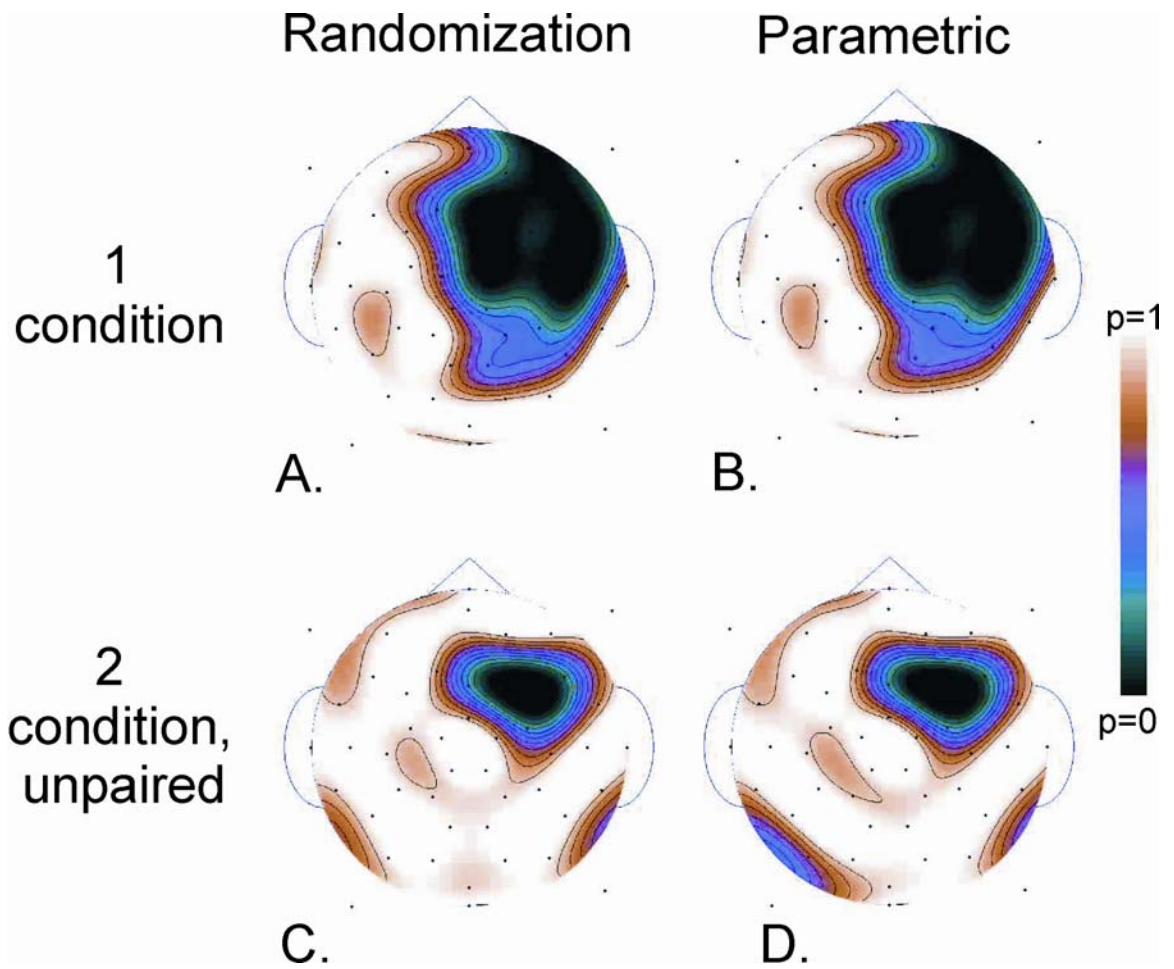 Randomization
Parametric
1
condition
A.
B.
p=1
p=0
2
condition,
unpaired
C.
D.